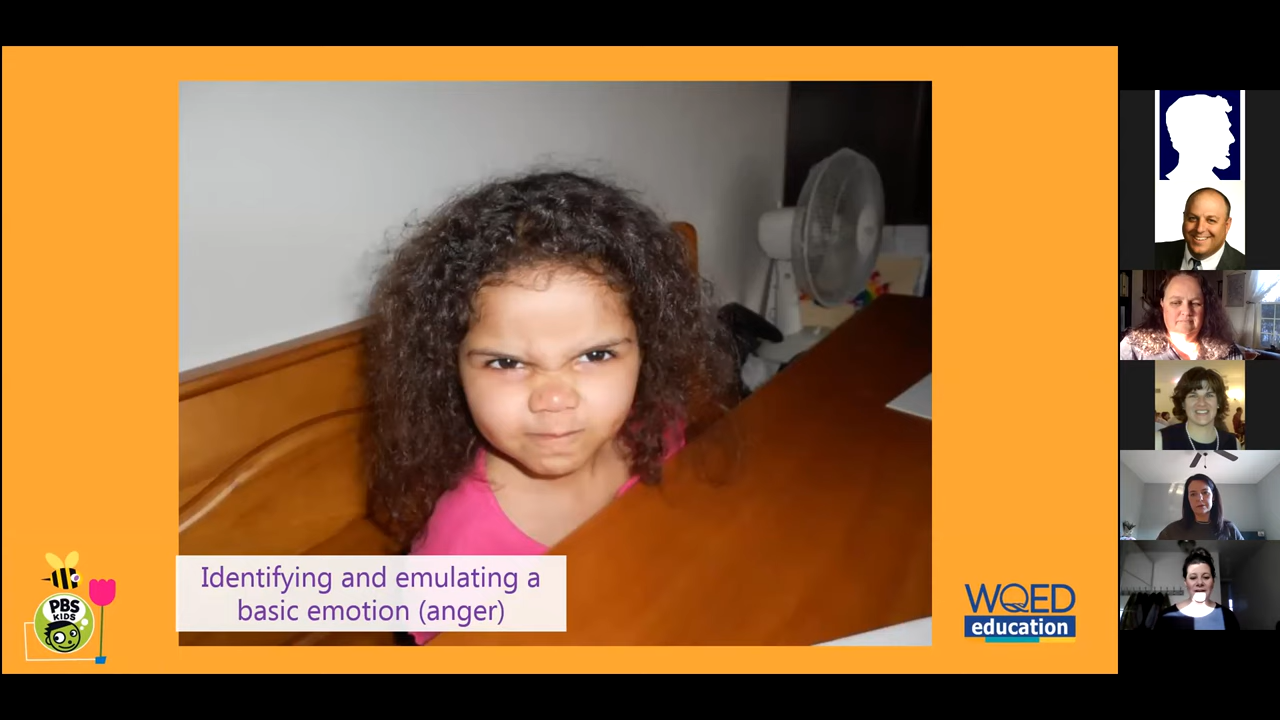 Identifying and emulating a
basic emotion (anger)
PBS
KIDS
WQED
education